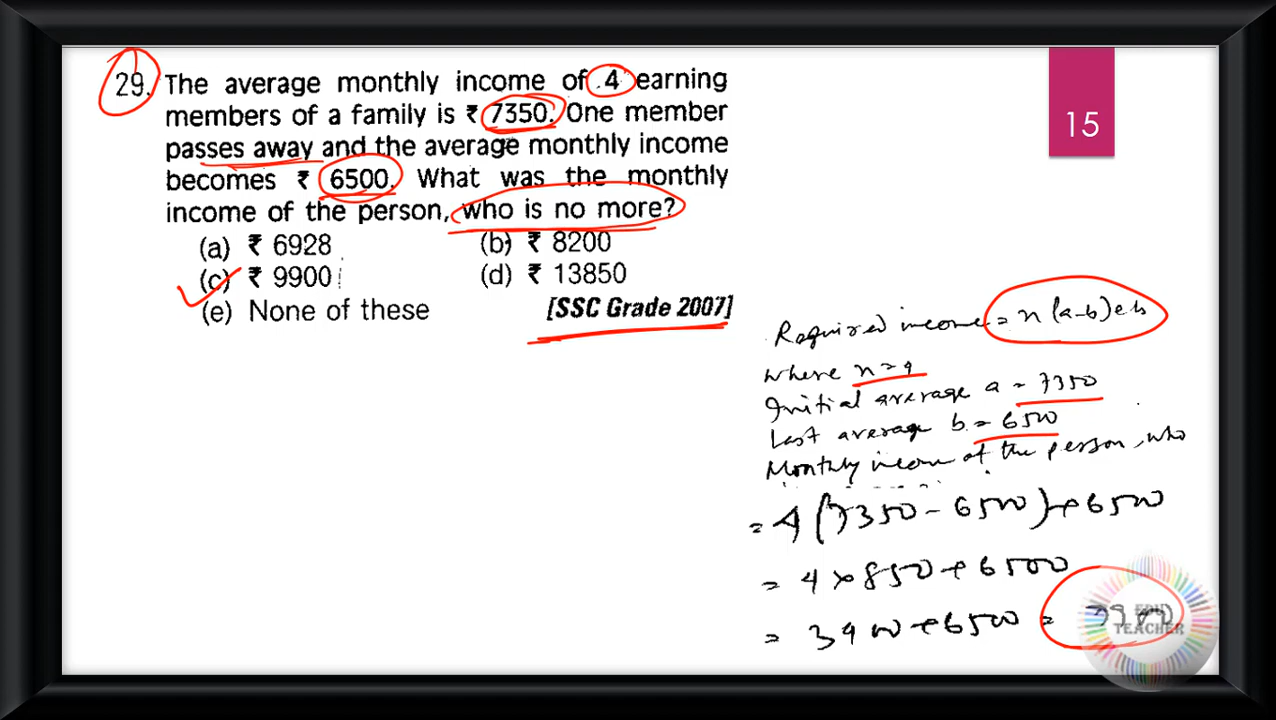 29. The average monthly income of 4 earning
members of a family is ₹ 7350. One member
passes away and the average monthly income
becomes ₹ 6500. What was the monthly
income of the person, who is no more?
(a) ₹ 6928 (b) ₹ 8200
(c) ₹ 9900 (d) ₹ 13850
(e) None of these [SSC Grade 2007]
15
Required income = n (a-b) + b
where n = 4
Initial average a = 7350
Last average b = 6500
Monthly income of the person, who
= 4 (7350 - 6500) + 6500
= 4 × 850 + 6500
= 3400 + 6500 =
EDU
TEACHER